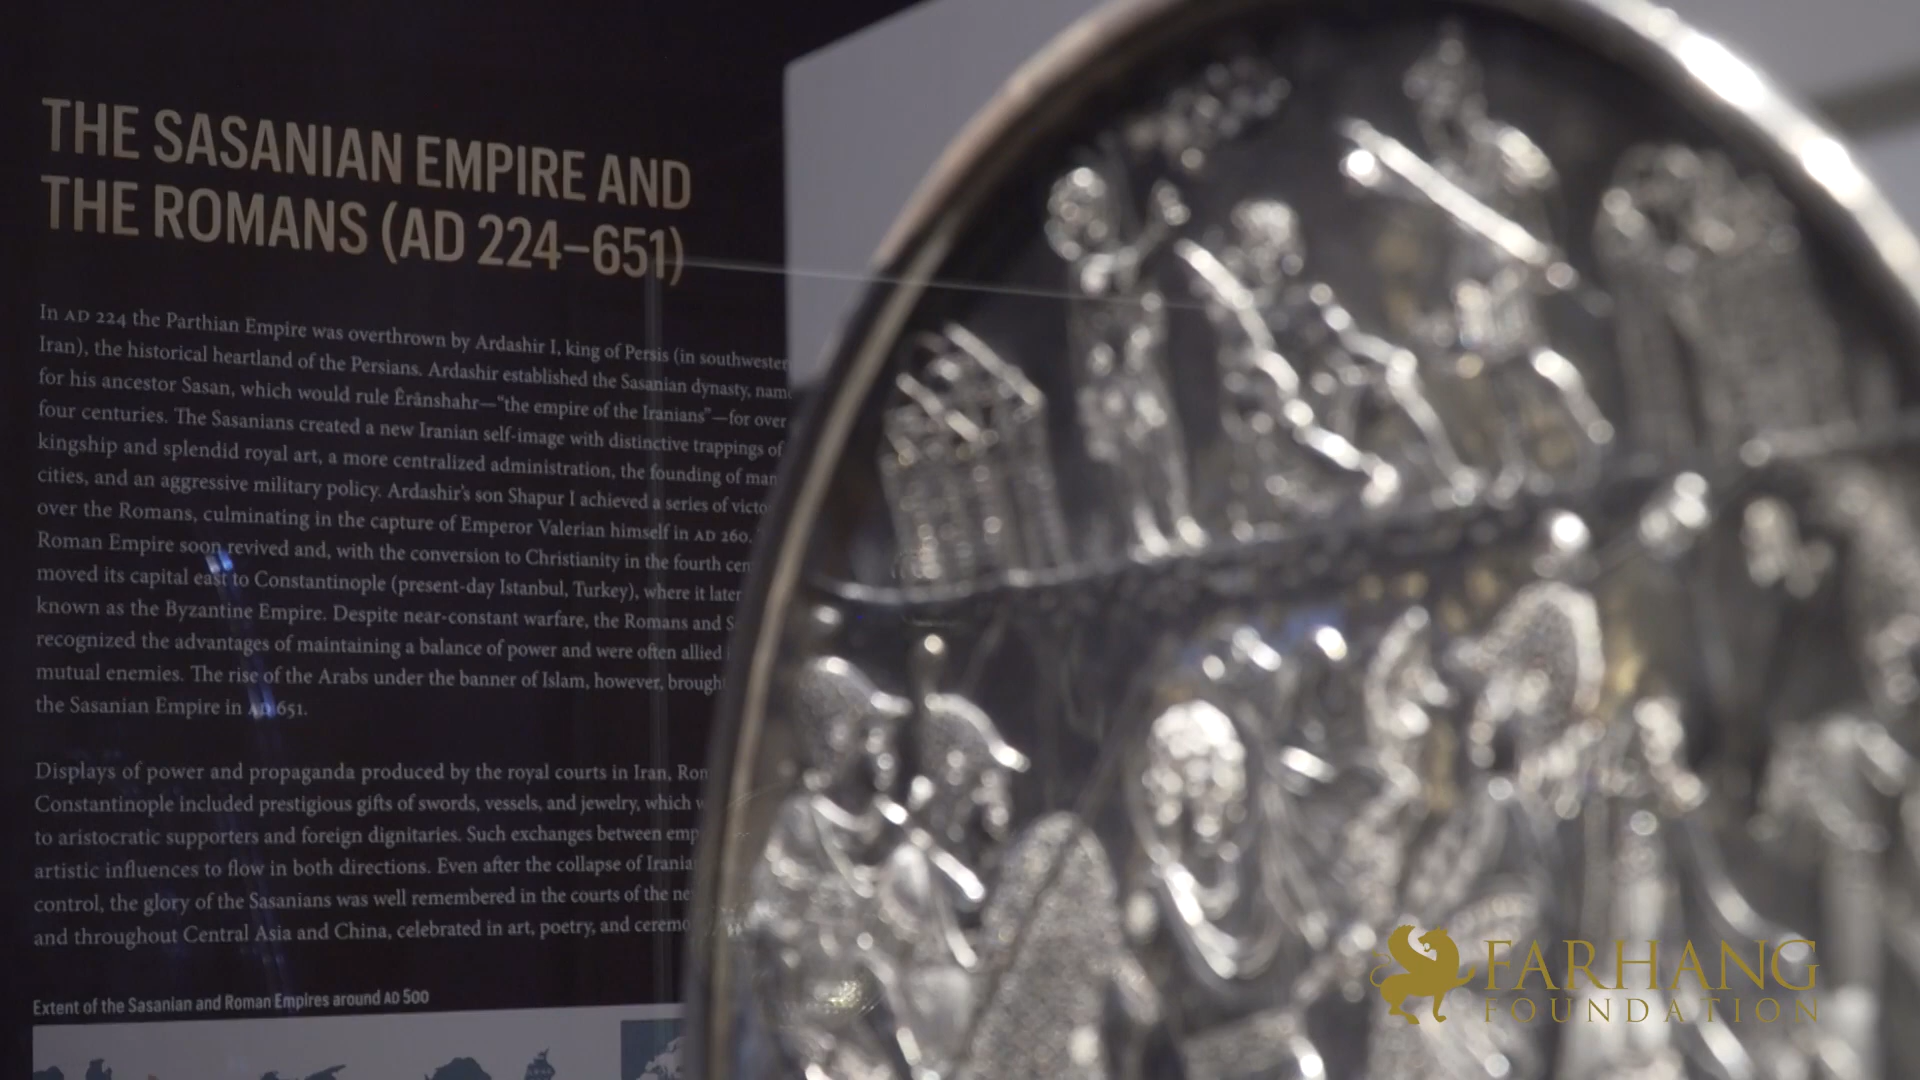 THE SASANIAN EMPIRE AND
THE ROMANS (AD 224–651)
In AD 224 the Parthian Empire was overthrown by Ardashir I, king of Persis (in southwester
Iran), the historical heartland of the Persians. Ardashir established the Sasanian dynasty, nam
for his ancestor Sasan, which would rule Ērānshahr—“the empire of the Iranians”—for over
four centuries. The Sasanians created a new Iranian self-image with distinctive trappings of
kingship and splendid royal art, a more centralized administration, the founding of man
cities, and an aggressive military policy. Ardashir’s son Shapur I achieved a series of victo
over the Romans, culminating in the capture of Emperor Valerian himself in AD 260.
Roman Empire soon revived and, with the conversion to Christianity in the fourth cen
moved its capital east to Constantinople (present-day Istanbul, Turkey), where it later
known as the Byzantine Empire. Despite near-constant warfare, the Romans and S
recognized the advantages of maintaining a balance of power and were often allied
mutual enemies. The rise of the Arabs under the banner of Islam, however, brough
the Sasanian Empire in AD 651.
Displays of power and propaganda produced by the royal courts in Iran, Rom
Constantinople included prestigious gifts of swords, vessels, and jewelry, which w
to aristocratic supporters and foreign dignitaries. Such exchanges between emp
artistic influences to flow in both directions. Even after the collapse of Irania
control, the glory of the Sasanians was well remembered in the courts of the ne
and throughout Central Asia and China, celebrated in art, poetry, and ceremo
Extent of the Sasanian and Roman Empires around AD 500
FARHANG
FOUNDATION